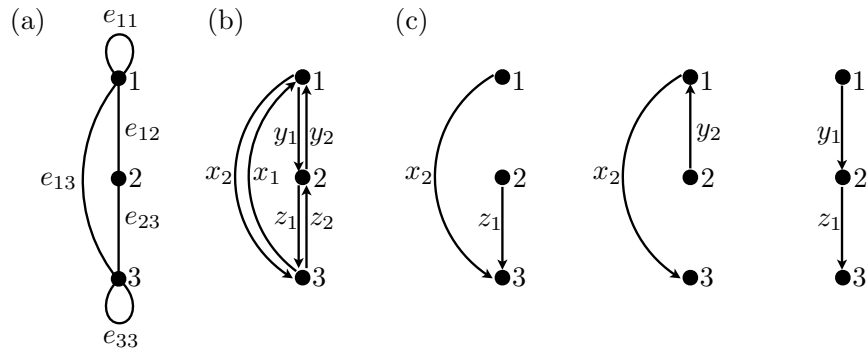 (a) (b) (c)
e₁₁
1 1 1 1 1
e₁₂ y₁ y₂ y₂ y₁
e₁₃ 2 x₂ x₁ 2 x₂ 2 x₂ 2 2
e₂₃ z₁ z₂ z₁ z₁
3 3 3 3 3
e₃₃